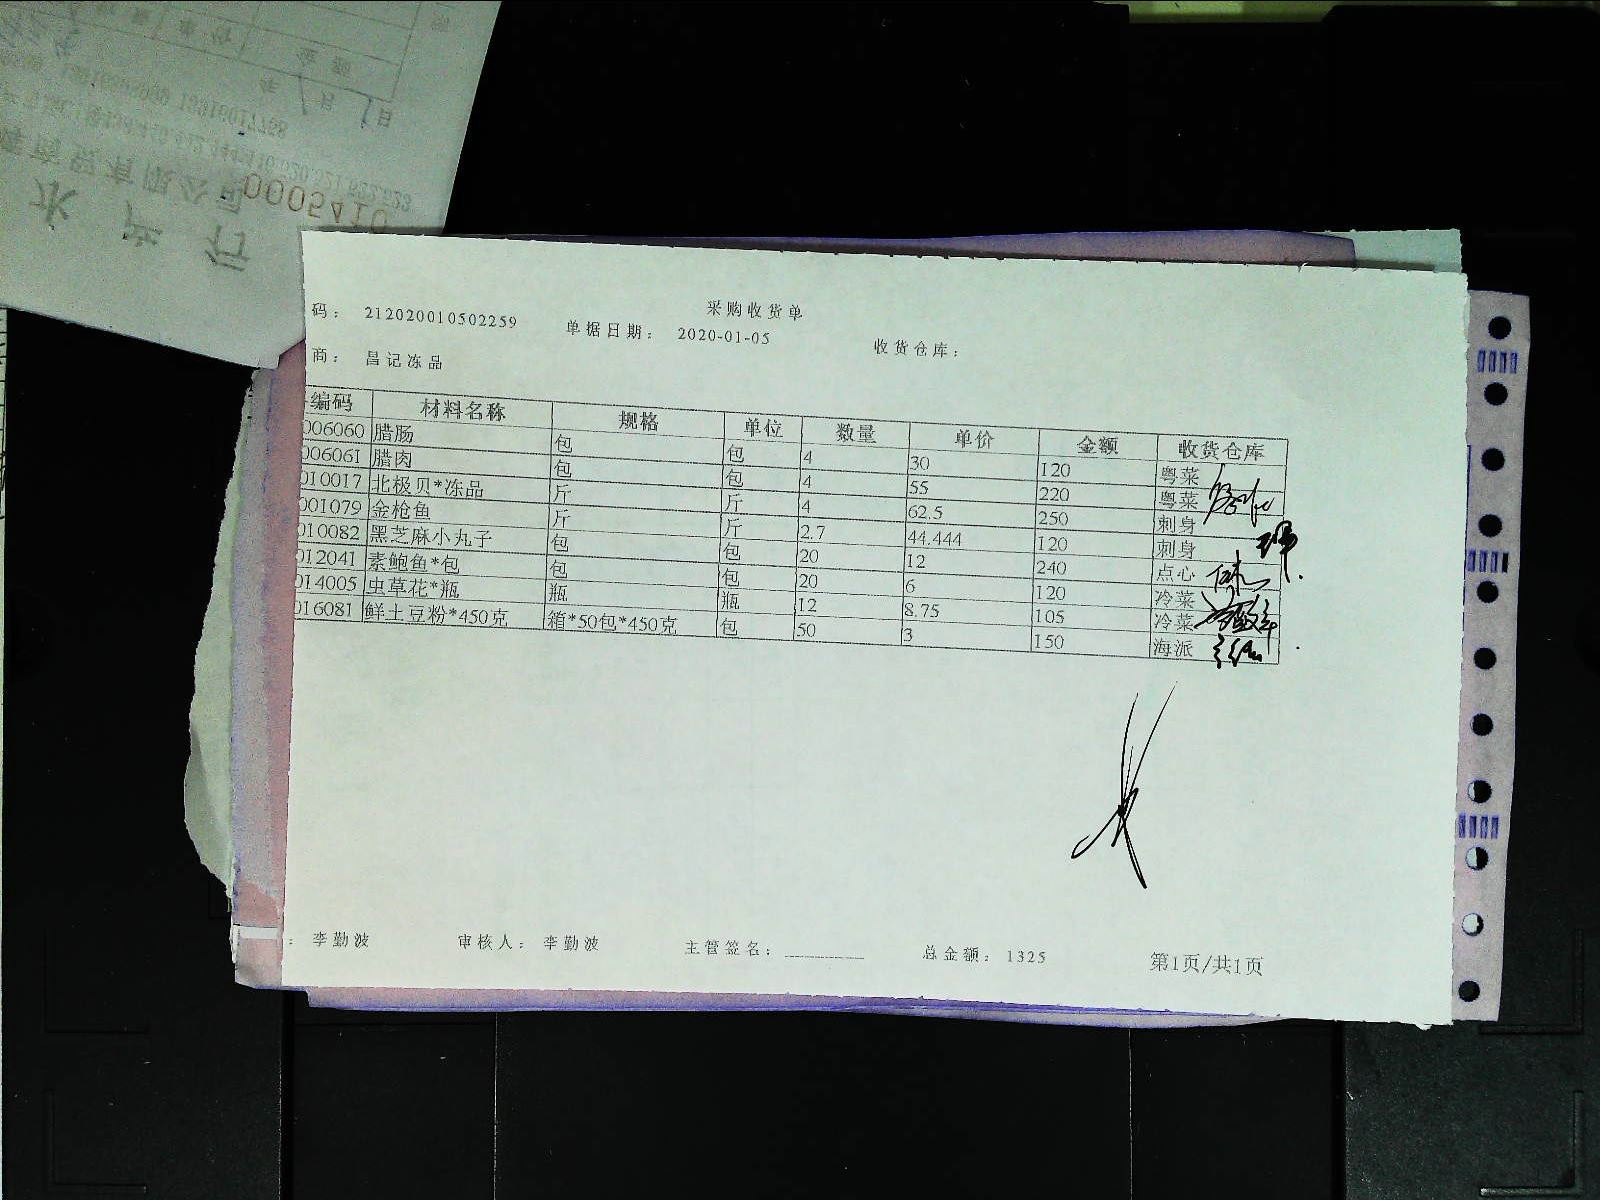 0005410
水产行
采购收货单
码： 212020010502259 单据日期： 2020-01-05 收货仓库：
商： 昌记冻品
编码 材料名称 规格 单位 数量 单价 金额 收货仓库
006060 腊肠 包 包 4 30 120 粤菜
006061 腊肉 包 包 4 55 220 粤菜
010017 北极贝*冻品 斤 斤 4 62.5 250 刺身
001079 金枪鱼 斤 斤 2.7 44.444 120 刺身
010082 黑芝麻小丸子 包 包 20 12 240 点心
012041 素鲍鱼*包 包 包 20 6 120 冷菜
014005 虫草花*瓶 瓶 瓶 12 8.75 105 冷菜
016081 鲜土豆粉*450克 箱*50包*450克 包 50 3 150 海派
： 李勤波 审核人： 李勤波 主管签名： 总金额： 1325 第1页/共1页